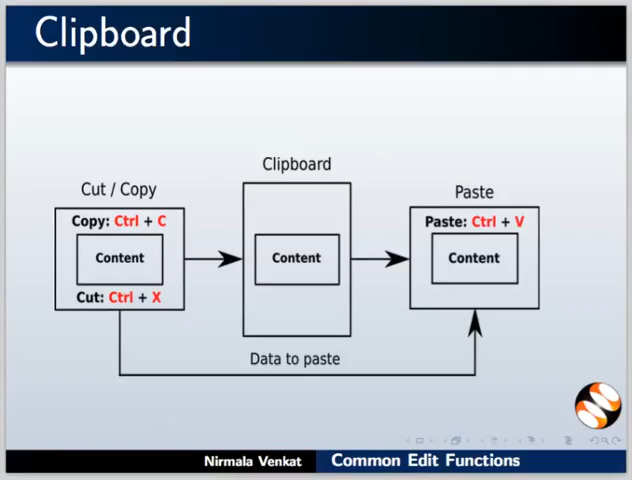 Clipboard
Clipboard
Cut / Copy
Paste
Copy: Ctrl + C
Paste: Ctrl + V
Content
Content
Content
Cut: Ctrl + X
Data to paste
Nirmala Venkat
Common Edit Functions